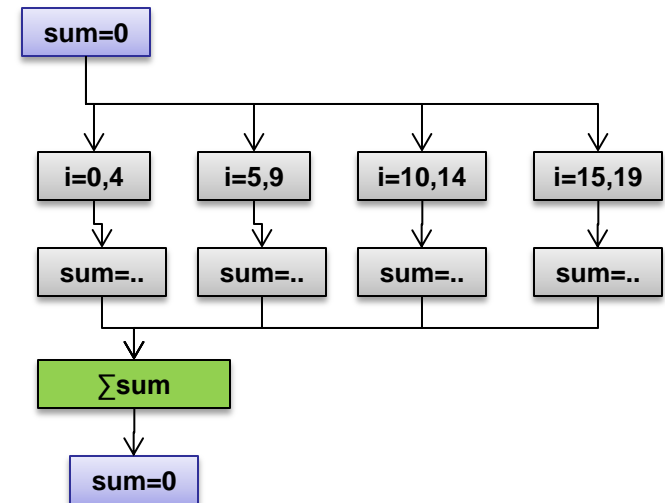 sum=0
i=0,4
i=5,9
i=10,14
i=15,19
sum=..
sum=..
sum=..
sum=..
∑sum
sum=0